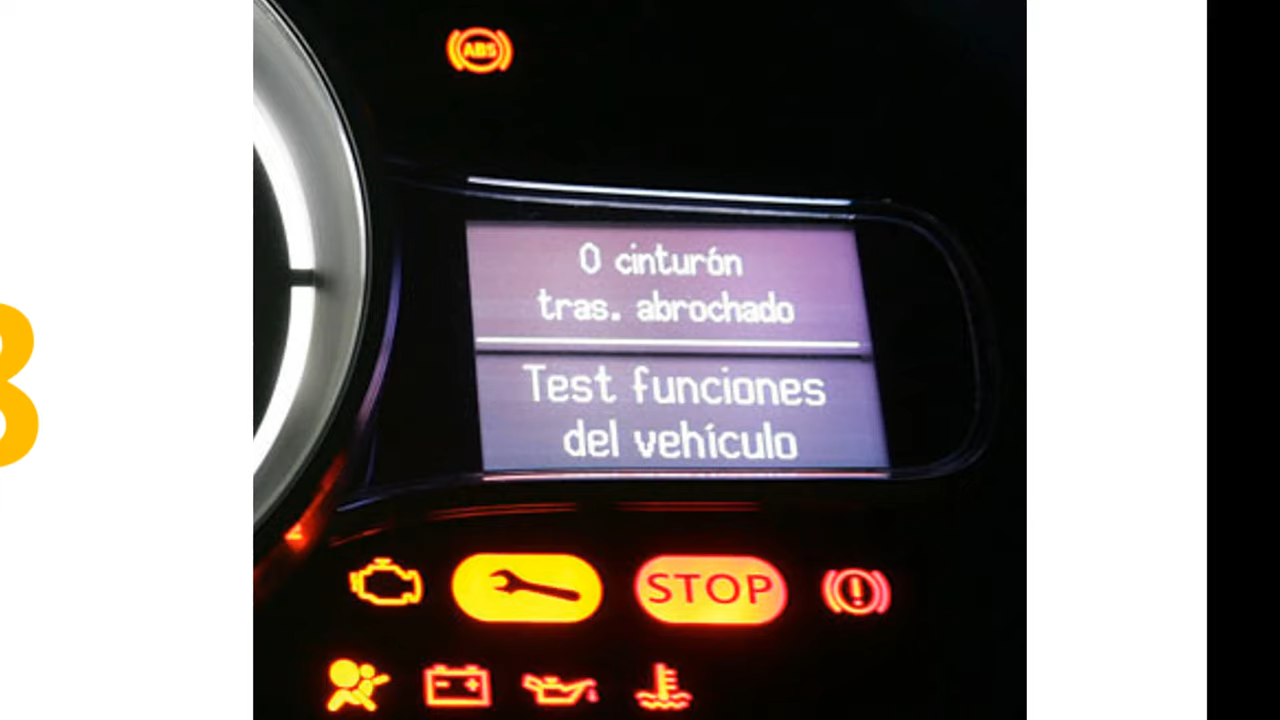 ABS
0 cinturón
tras. abrochado
Test funciones
del vehículo
STOP